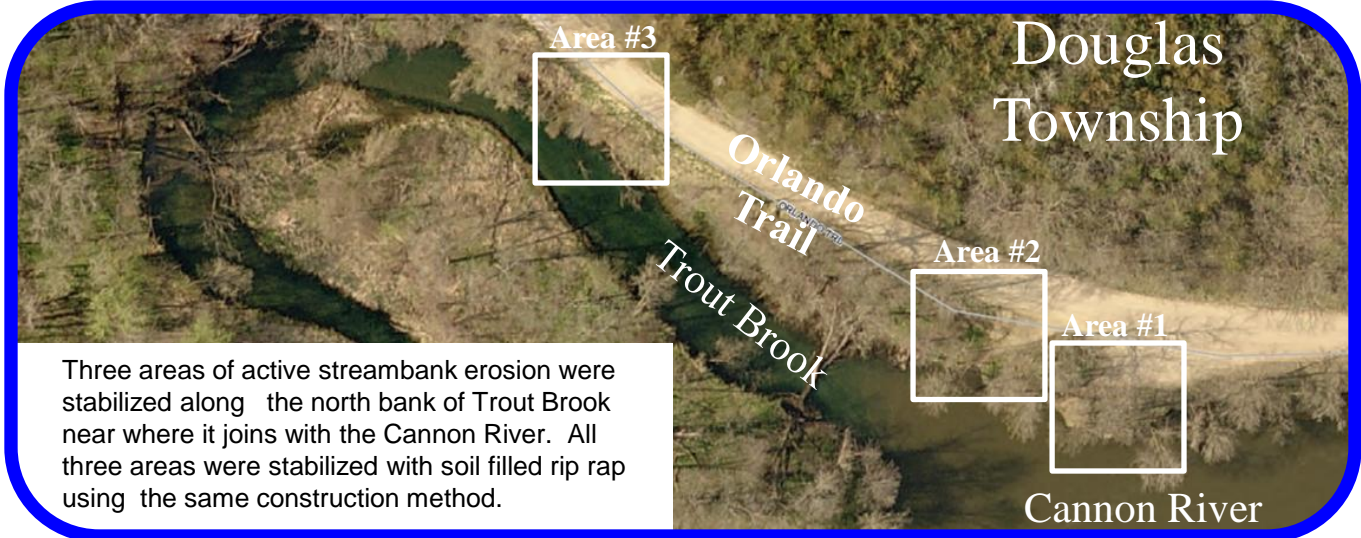 Area #3
Douglas
Township
Orlando
Trail
ORLANDO TRL
Trout Brook
Area #2
Area #1
Three areas of active streambank erosion were
stabilized along the north bank of Trout Brook
near where it joins with the Cannon River. All
three areas were stabilized with soil filled rip rap
using the same construction method.
Cannon River